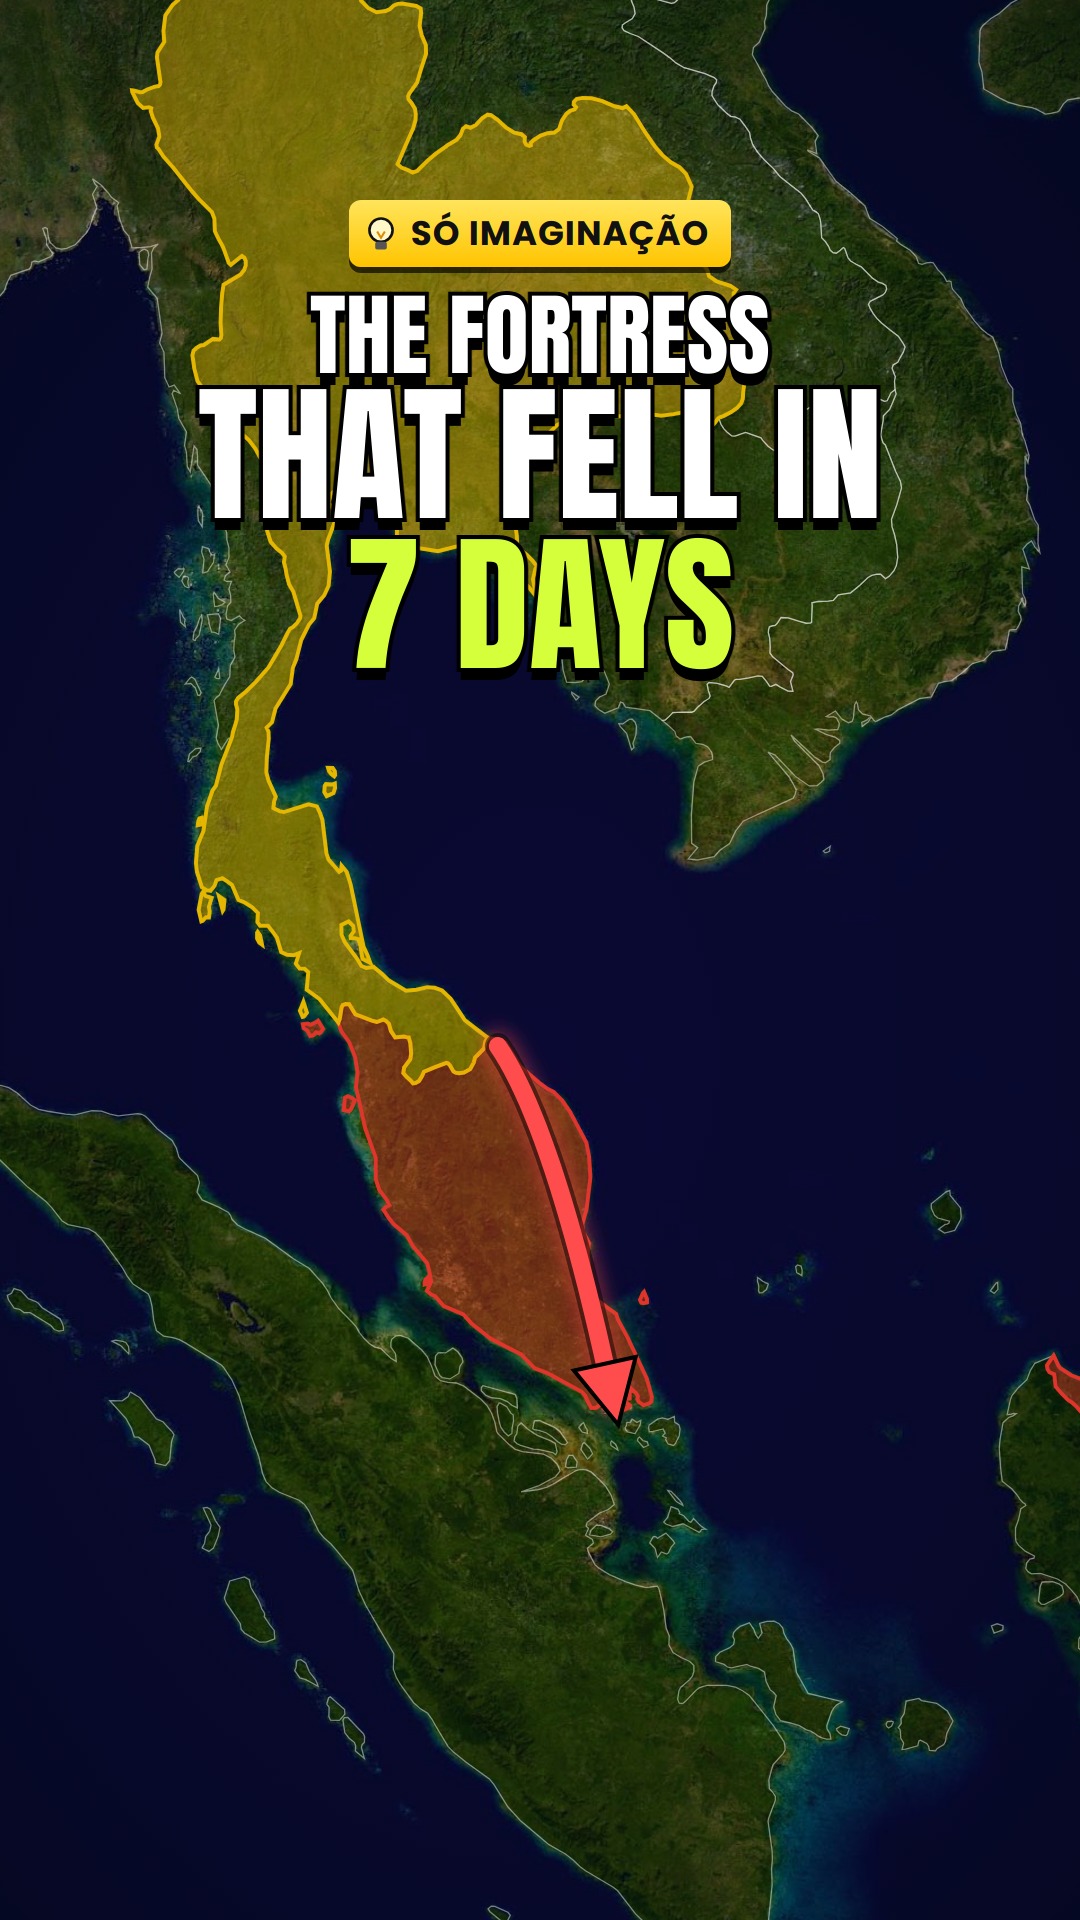 SÓ IMAGINAÇÃO
THE FORTRESS
THAT FELL IN
7 DAYS